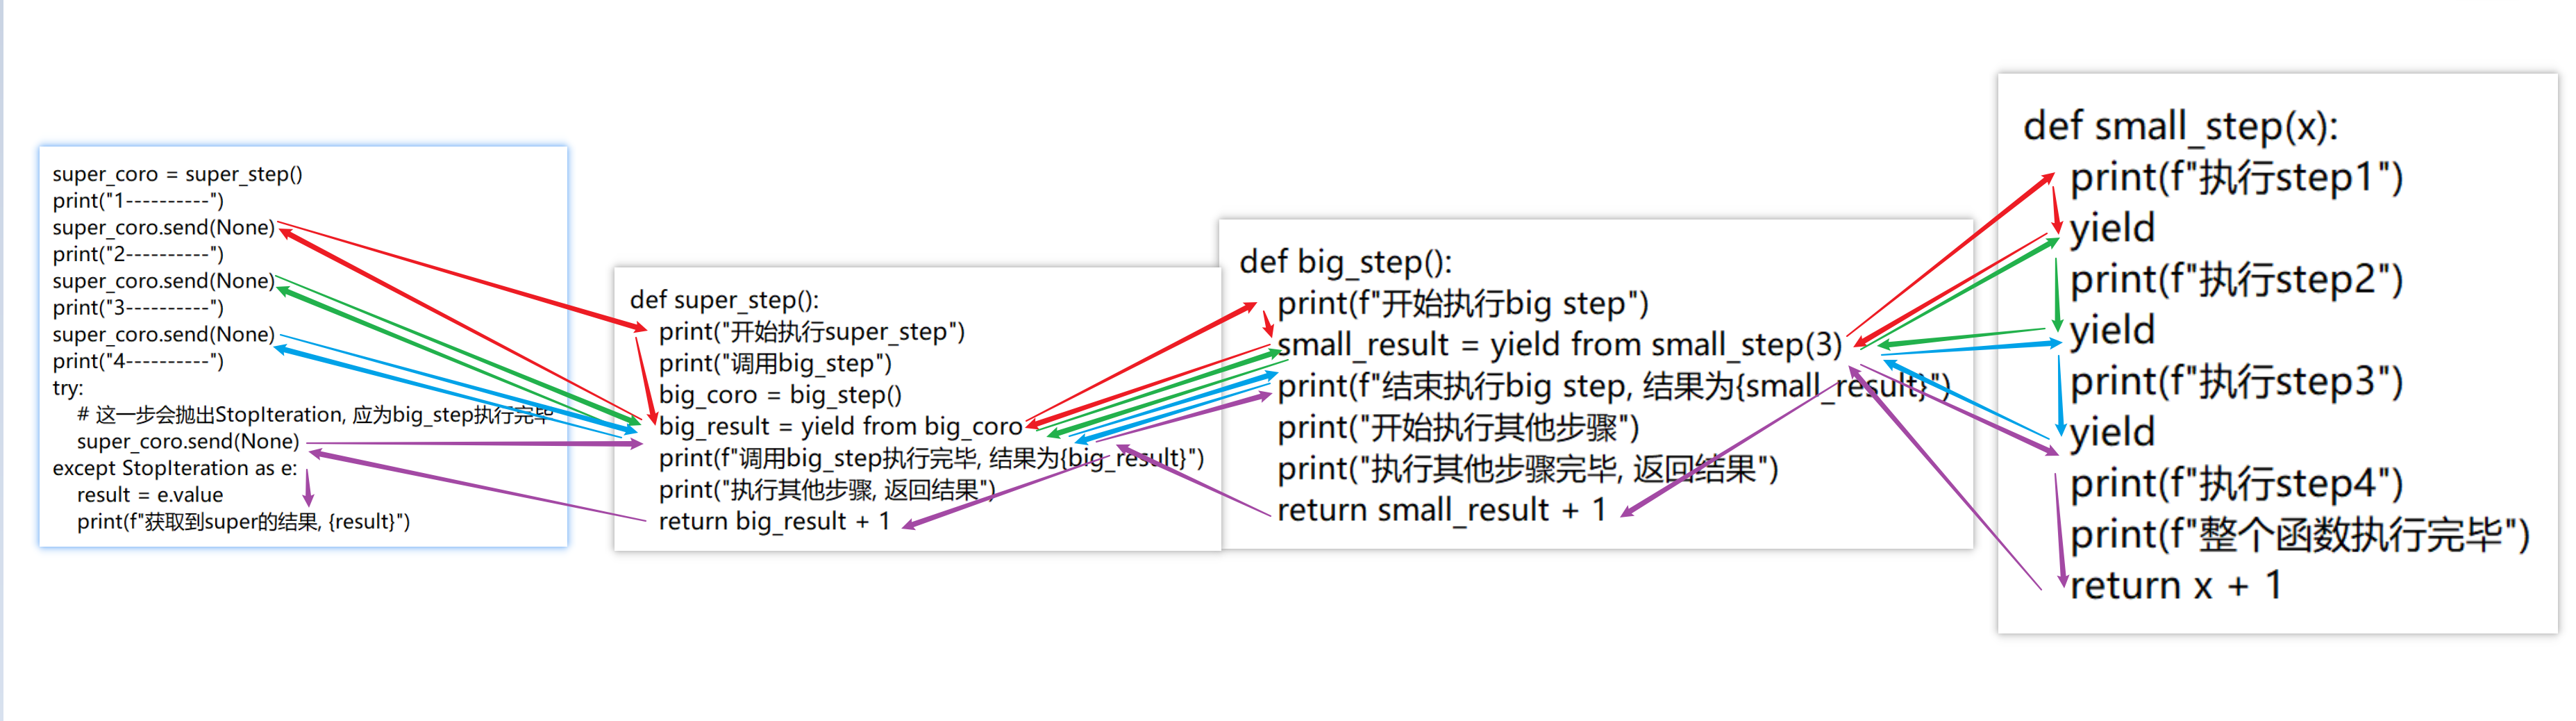 super_coro = super_step()
print("1----------")
super_coro.send(None)
print("2----------")
super_coro.send(None)
print("3----------")
super_coro.send(None)
print("4----------")
try:
# 这一步会抛出StopIteration, 应为big_step执行完毕
super_coro.send(None)
except StopIteration as e:
result = e.value
print(f"获取到super的结果, {result}")
def super_step():
print("开始执行super_step")
print("调用big_step")
big_coro = big_step()
big_result = yield from big_coro
print(f"调用big_step执行完毕, 结果为{big_result}")
print("执行其他步骤, 返回结果")
return big_result + 1
def big_step():
print(f"开始执行big step")
small_result = yield from small_step(3)
print(f"结束执行big step, 结果为{small_result}")
print("开始执行其他步骤")
print("执行其他步骤完毕, 返回结果")
return small_result + 1
def small_step(x):
print(f"执行step1")
yield
print(f"执行step2")
yield
print(f"执行step3")
yield
print(f"执行step4")
print(f"整个函数执行完毕")
return x + 1